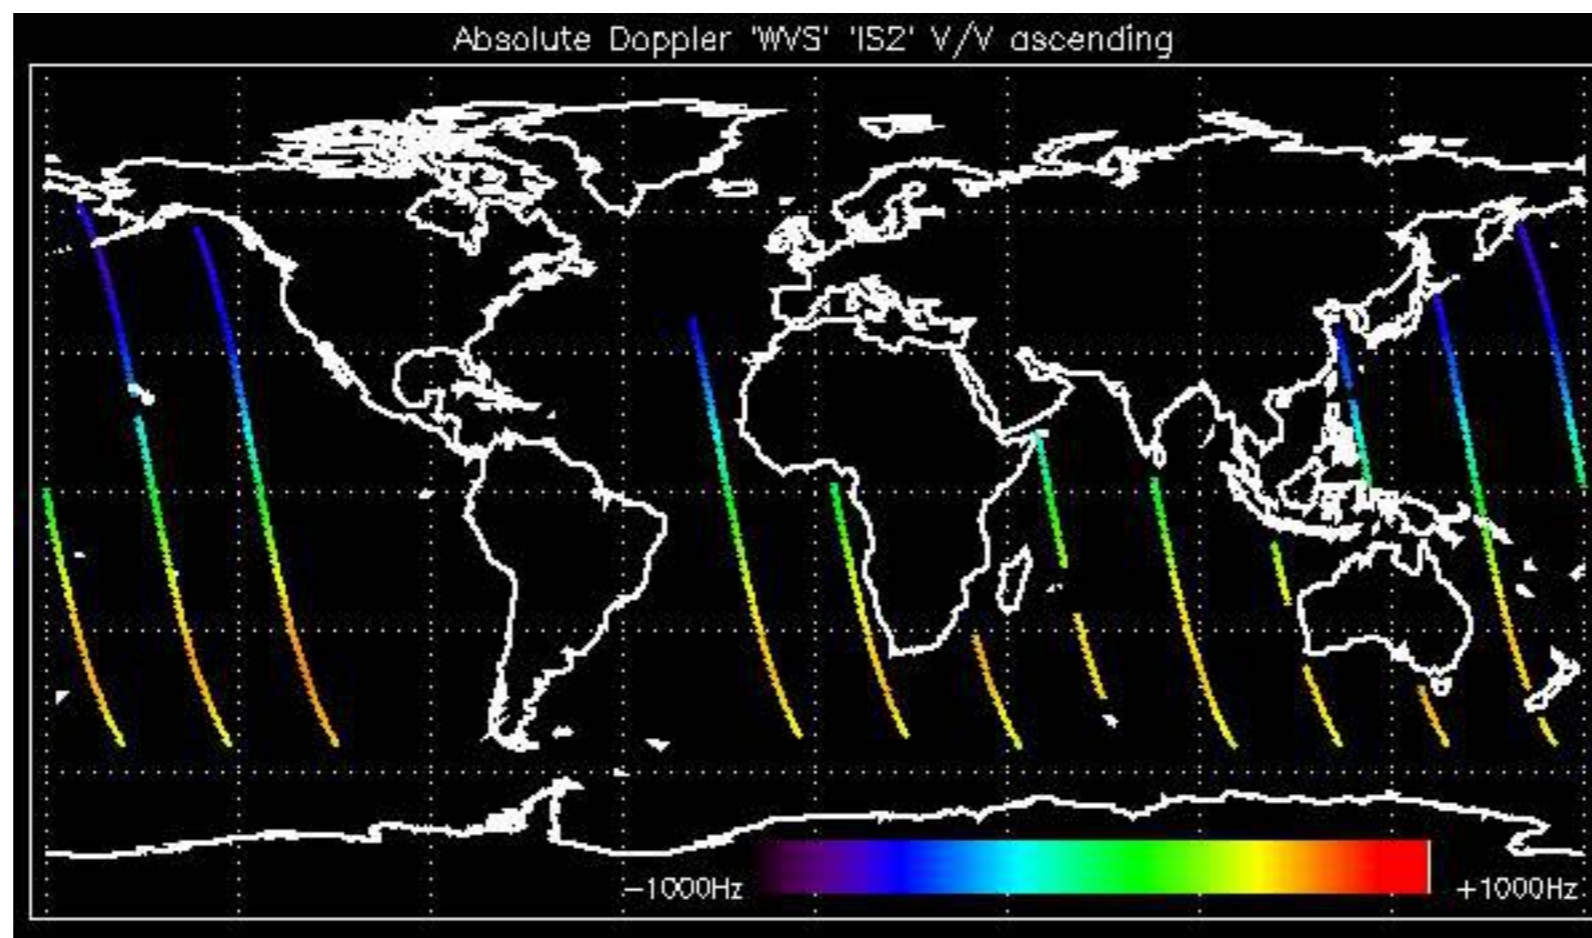 Absolute Doppler 'WVS' 'IS2' V/V ascending
-1000Hz
+1000Hz